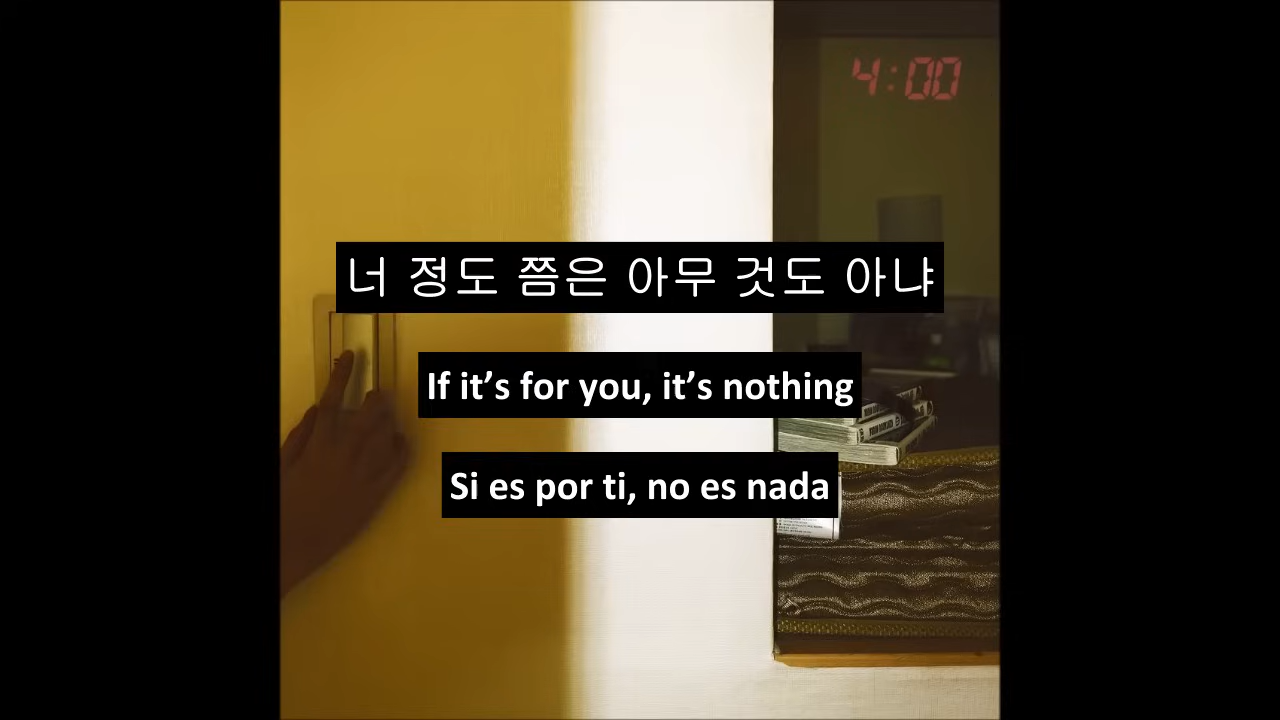 4:00
너 정도 쯤은 아무 것도 아냐
If it’s for you, it’s nothing
Si es por ti, no es nada